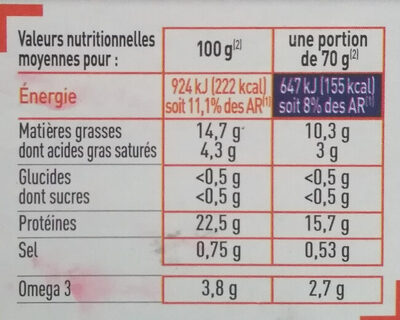 Valeurs nutritionnelles moyennes pour : 100 g(2) une portion de 70 g(2)
Énergie 924 kJ (222 kcal) soit 11,1% des AR(1) 647 kJ (155 kcal) soit 8% des AR(1)
Matières grasses 14,7 g 10,3 g
dont acides gras saturés 4,3 g 3 g
Glucides <0,5 g <0,5 g
dont sucres <0,5 g <0,5 g
Protéines 22,5 g 15,7 g
Sel 0,75 g 0,53 g
Omega 3 3,8 g 2,7 g